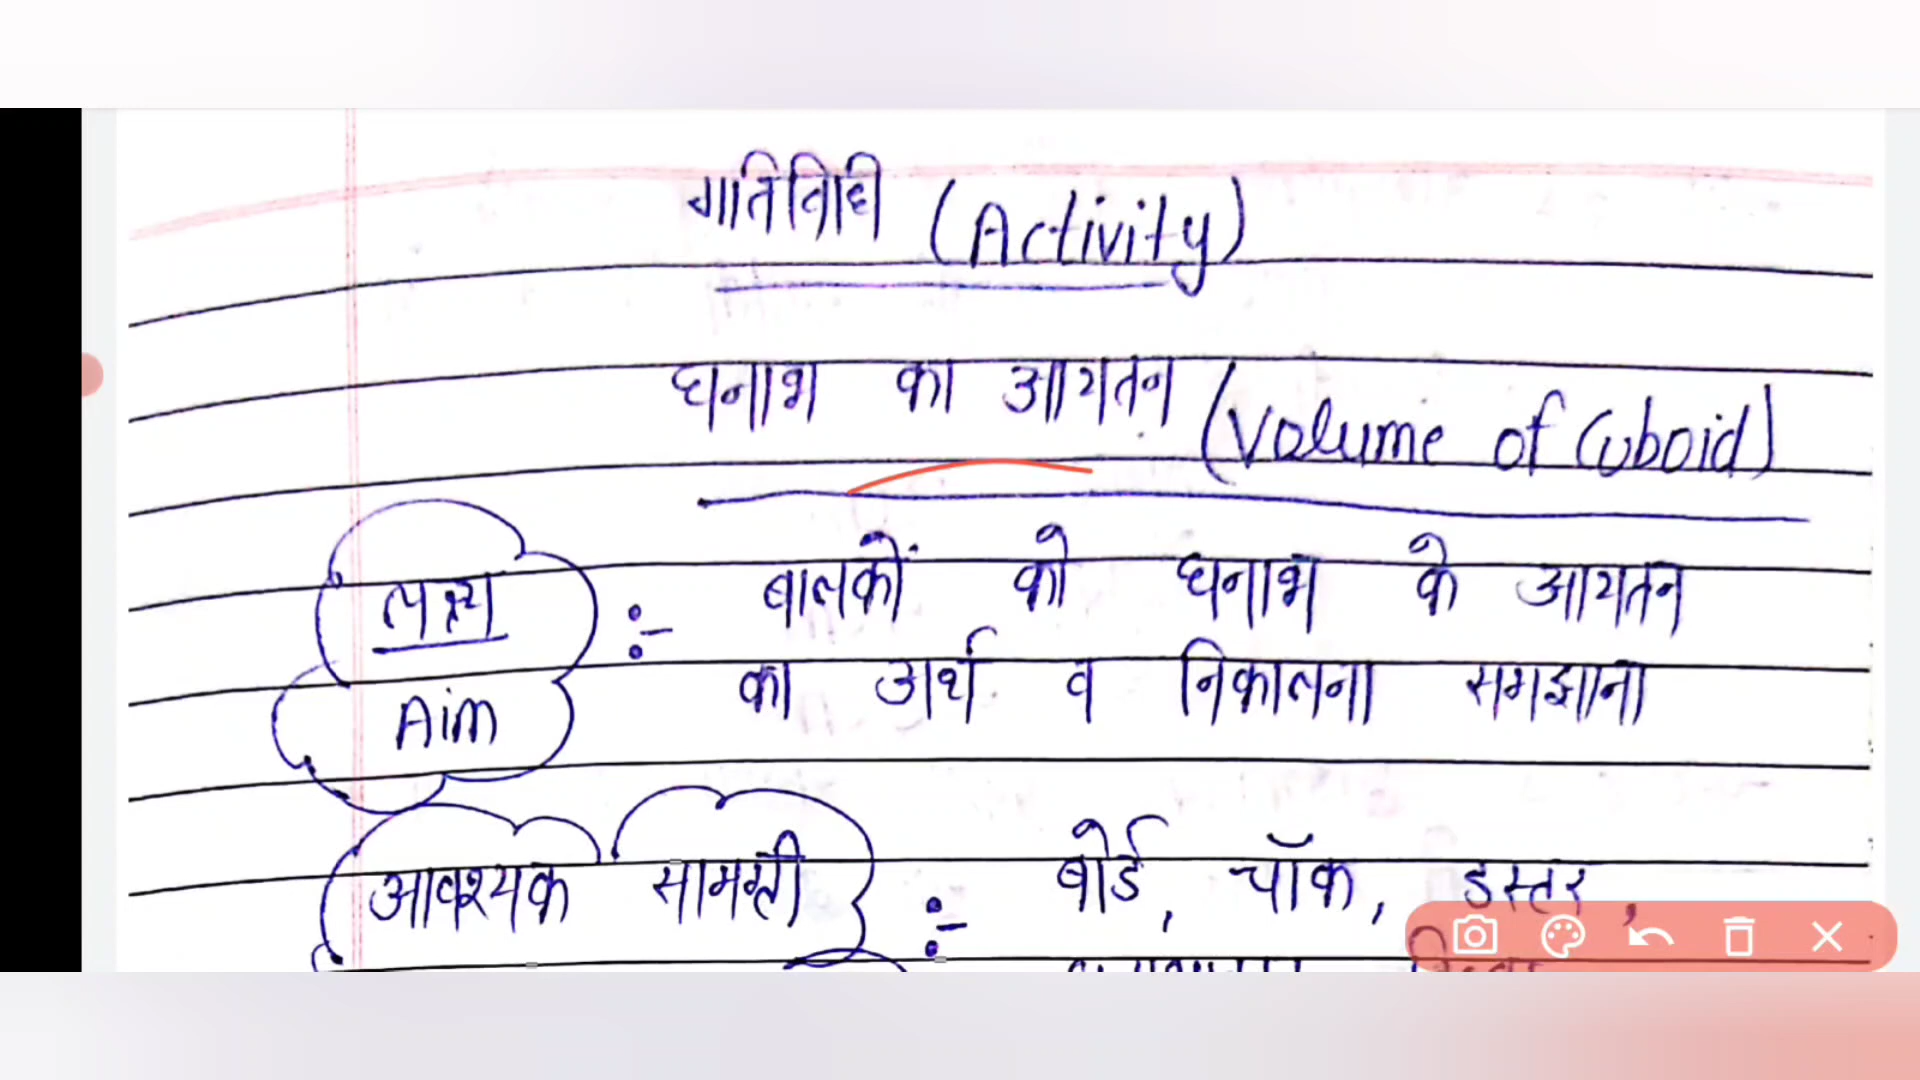 गतिविधि (Activity)
घनाभ का आयतन (Volume of Cuboid)
लक्ष्य :- बालकों को घनाभ के आयतन
Aim का अर्थ व निकालना समझाना
आवश्यक सामग्री :- बोर्ड, चॉक, डस्टर,